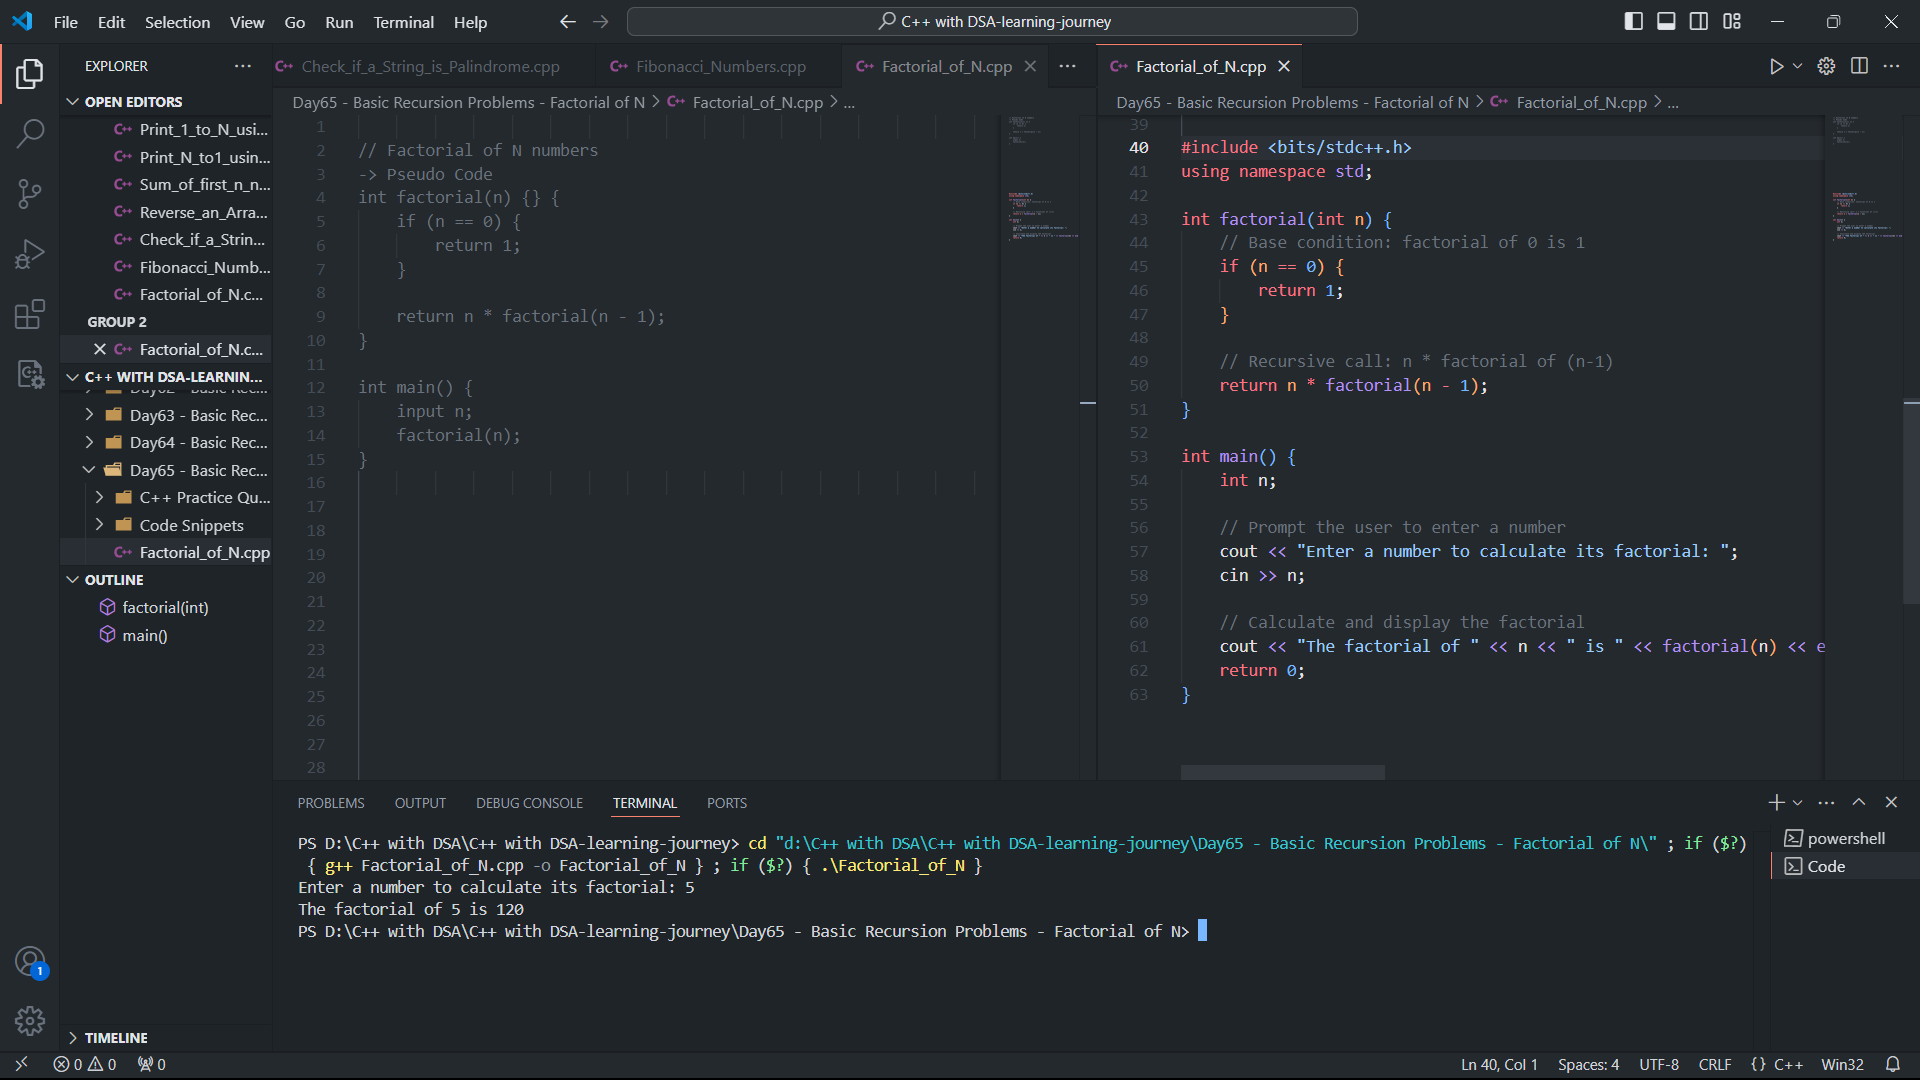 File Edit Selection View Go Run Terminal Help
C++ with DSA-learning-journey
EXPLORER
OPEN EDITORS
Print_1_to_N_usi...
Print_N_to1_usin...
Sum_of_first_n_n...
Reverse_an_Arra...
Check_if_a_Strin...
Fibonacci_Numb...
Factorial_of_N.c...
GROUP 2
Factorial_of_N.c...
C++ WITH DSA-LEARNIN...
Day62 - Basic Rec...
Day63 - Basic Rec...
Day64 - Basic Rec...
Day65 - Basic Rec...
C++ Practice Qu...
Code Snippets
Factorial_of_N.cpp
OUTLINE
factorial(int)
main()
TIMELINE
Check_if_a_String_is_Palindrome.cpp Fibonacci_Numbers.cpp Factorial_of_N.cpp
Day65 - Basic Recursion Problems - Factorial of N > Factorial_of_N.cpp > ...
1
2 // Factorial of N numbers
3 -> Pseudo Code
4 int factorial(n) {} {
5 if (n == 0) {
6 return 1;
7 }
8
9 return n * factorial(n - 1);
10 }
11
12 int main() {
13 input n;
14 factorial(n);
15 }
16
17
18
19
20
21
22
23
24
25
26
27
28
Factorial_of_N.cpp
Day65 - Basic Recursion Problems - Factorial of N > Factorial_of_N.cpp > ...
39
40 #include <bits/stdc++.h>
41 using namespace std;
42
43 int factorial(int n) {
44 // Base condition: factorial of 0 is 1
45 if (n == 0) {
46 return 1;
47 }
48
49 // Recursive call: n * factorial of (n-1)
50 return n * factorial(n - 1);
51 }
52
53 int main() {
54 int n;
55
56 // Prompt the user to enter a number
57 cout << "Enter a number to calculate its factorial: ";
58 cin >> n;
59
60 // Calculate and display the factorial
61 cout << "The factorial of " << n << " is " << factorial(n) << e
62 return 0;
63 }
PROBLEMS OUTPUT DEBUG CONSOLE TERMINAL PORTS
PS D:\C++ with DSA\C++ with DSA-learning-journey> cd "d:\C++ with DSA\C++ with DSA-learning-journey\Day65 - Basic Recursion Problems - Factorial of N\" ; if ($?)
{ g++ Factorial_of_N.cpp -o Factorial_of_N } ; if ($?) { .\Factorial_of_N }
Enter a number to calculate its factorial: 5
The factorial of 5 is 120
PS D:\C++ with DSA\C++ with DSA-learning-journey\Day65 - Basic Recursion Problems - Factorial of N>
powershell
Code
1
0 0 0
Ln 40, Col 1 Spaces: 4 UTF-8 CRLF {} C++ Win32